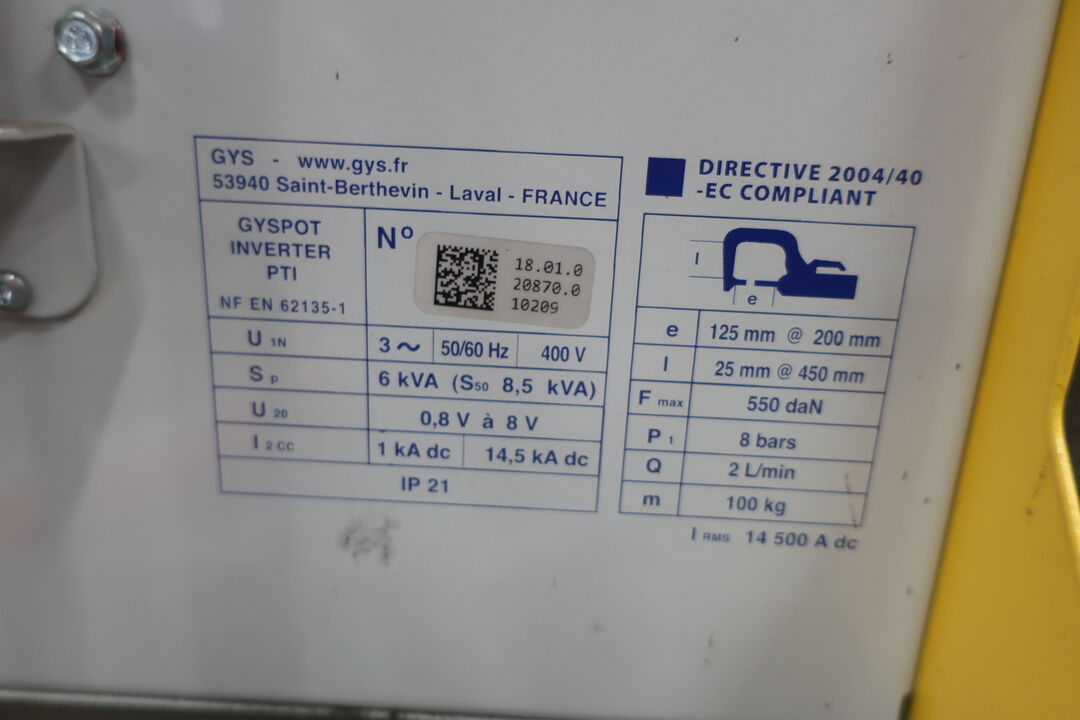 GYS - www.gys.fr
53940 Saint-Berthevin - Laval - FRANCE
GYSPOT
INVERTER
PTI
NF EN 62135-1
N°
18.01.0
20870.0
10209
U 1N 3 ~ 50/60 Hz 400 V
S p 6 kVA (S50 8,5 kVA)
U 20 0,8 V à 8 V
I 2 CC 1 kA dc 14,5 kA dc
IP 21
DIRECTIVE 2004/40
-EC COMPLIANT
l
e
e 125 mm @ 200 mm
l 25 mm @ 450 mm
F max 550 daN
P 1 8 bars
Q 2 L/min
m 100 kg
I RMS 14 500 A dc